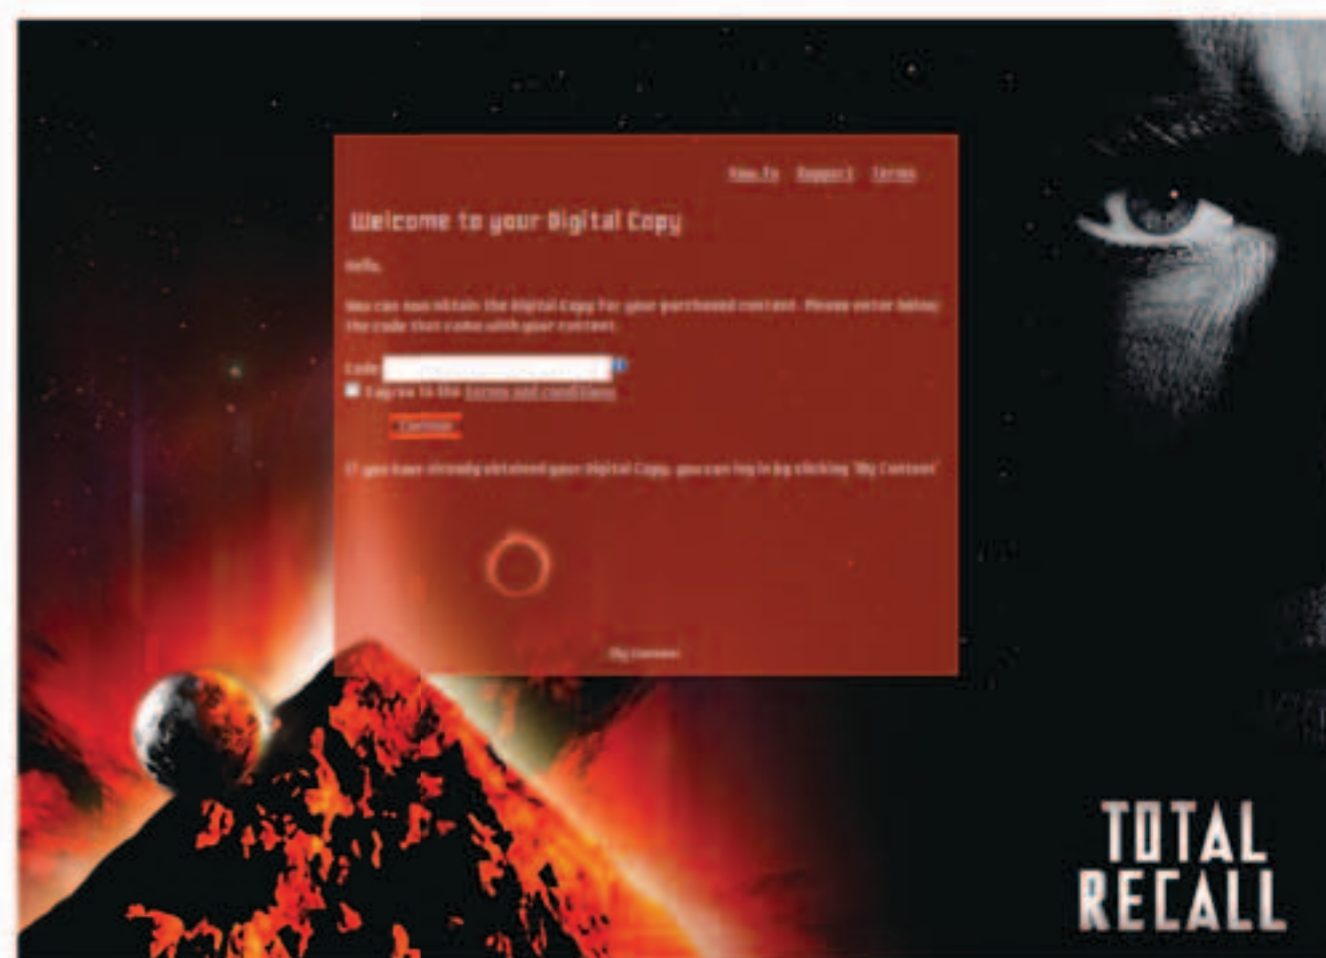 How To Support Terms
Welcome to your Digital Copy
Hello,
You can now obtain the Digital Copy for your purchased content. Please enter below
the code that came with your content.
Code
I agree to the terms and conditions
Continue
If you have already obtained your Digital Copy, you can log in by clicking 'My Content'
My Content
TOTAL
RECALL